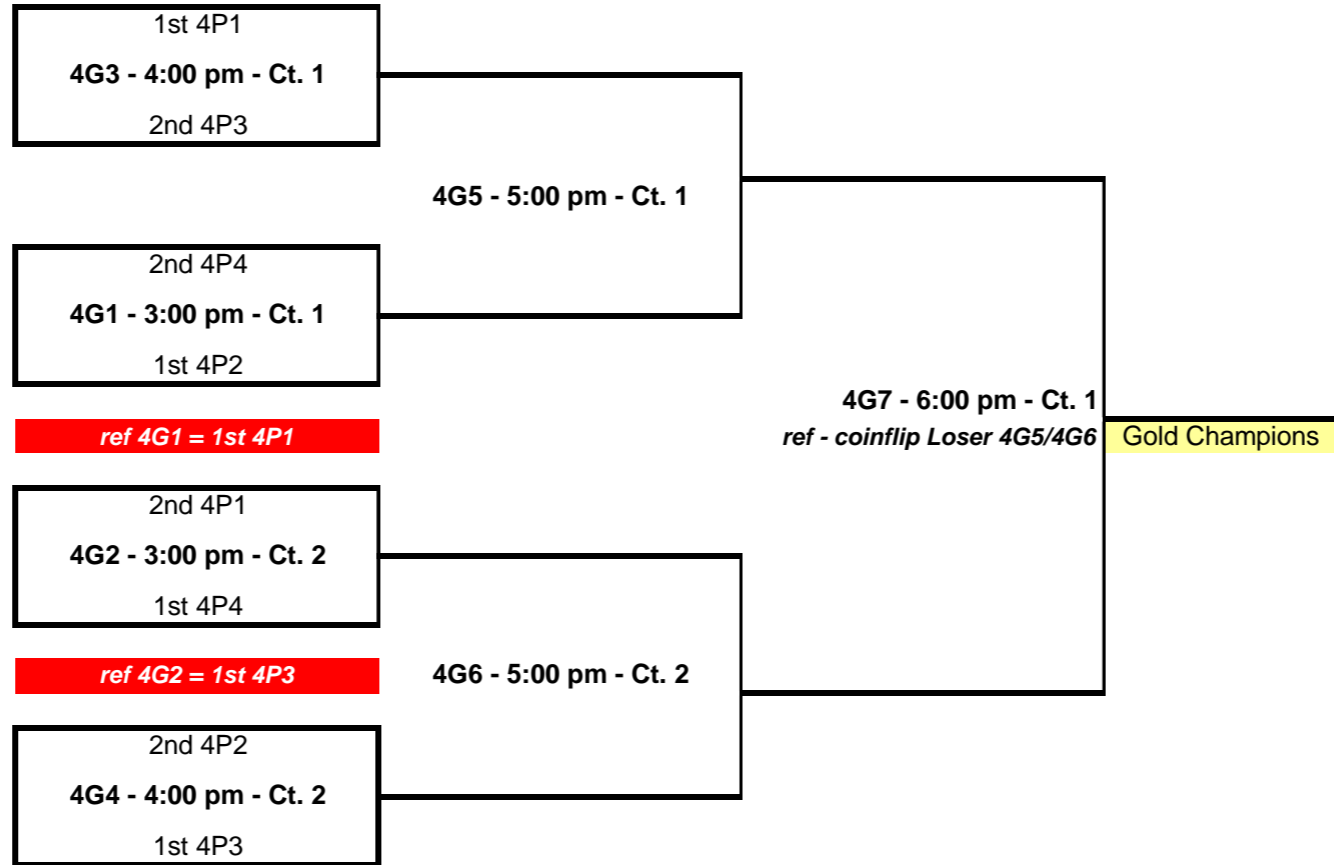 1st 4P1
4G3 - 4:00 pm - Ct. 1
2nd 4P3
4G5 - 5:00 pm - Ct. 1
2nd 4P4
4G1 - 3:00 pm - Ct. 1
1st 4P2
ref 4G1 = 1st 4P1
4G7 - 6:00 pm - Ct. 1
ref - coinflip Loser 4G5/4G6
Gold Champions
2nd 4P1
4G2 - 3:00 pm - Ct. 2
1st 4P4
ref 4G2 = 1st 4P3
4G6 - 5:00 pm - Ct. 2
2nd 4P2
4G4 - 4:00 pm - Ct. 2
1st 4P3